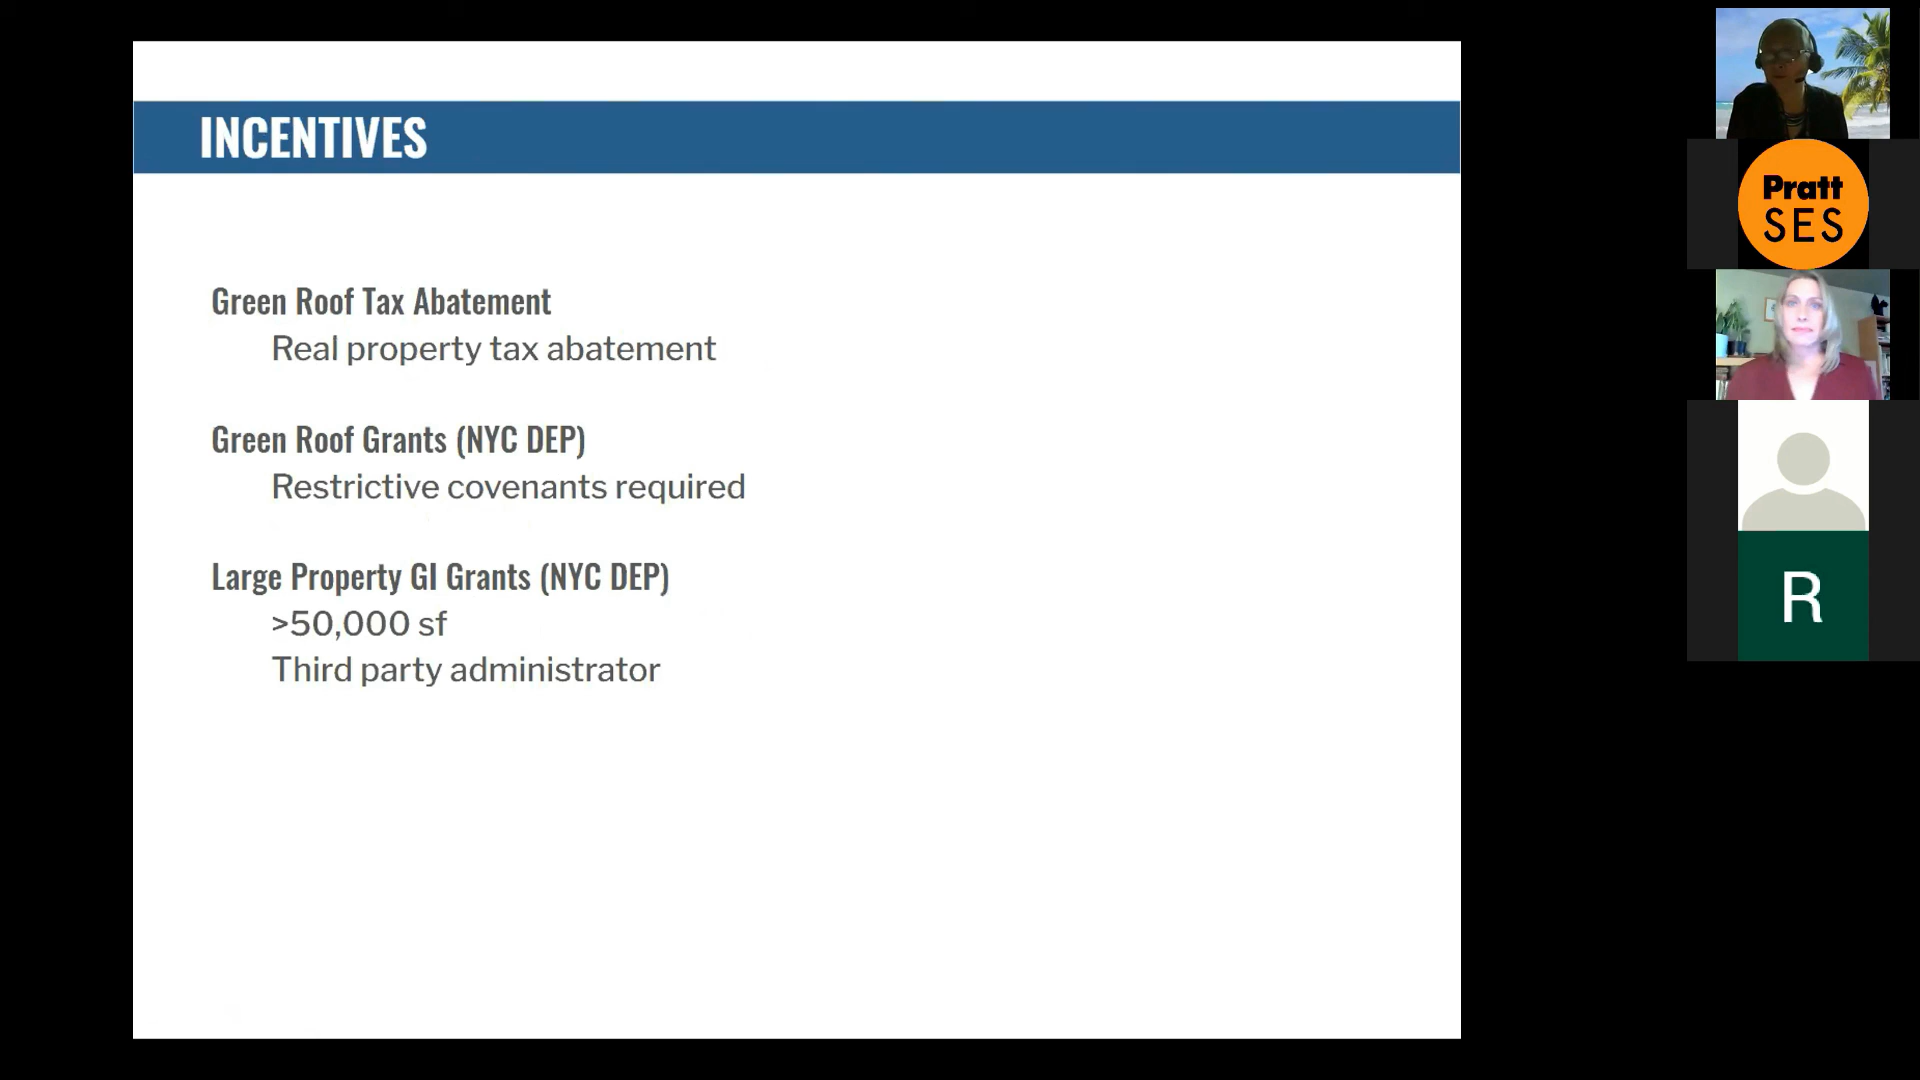 INCENTIVES
Green Roof Tax Abatement
Real property tax abatement
Green Roof Grants (NYC DEP)
Restrictive covenants required
Large Property GI Grants (NYC DEP)
>50,000 sf
Third party administrator
Pratt
SES
R